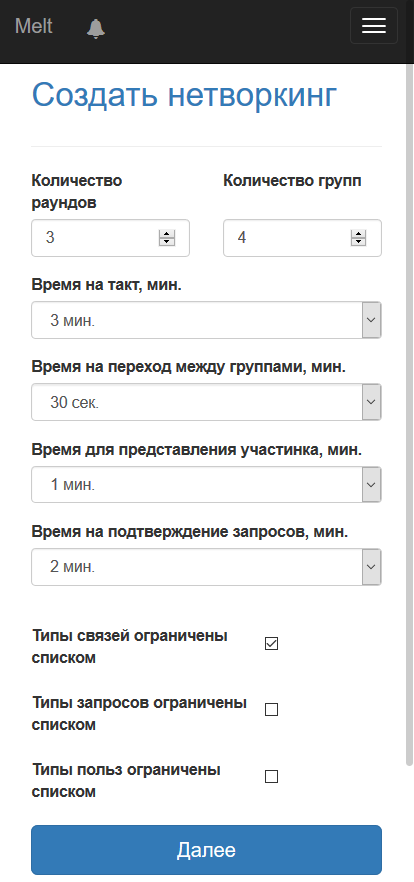 Melt
Создать нетворкинг
Количество раундов
Количество групп
3
4
Время на такт, мин.
3 мин.
Время на переход между группами, мин.
30 сек.
Время для представления участинка, мин.
1 мин.
Время на подтверждение запросов, мин.
2 мин.
Типы связей ограничены
списком
Типы запросов ограничены
списком
Типы польз ограничены
списком
Далее